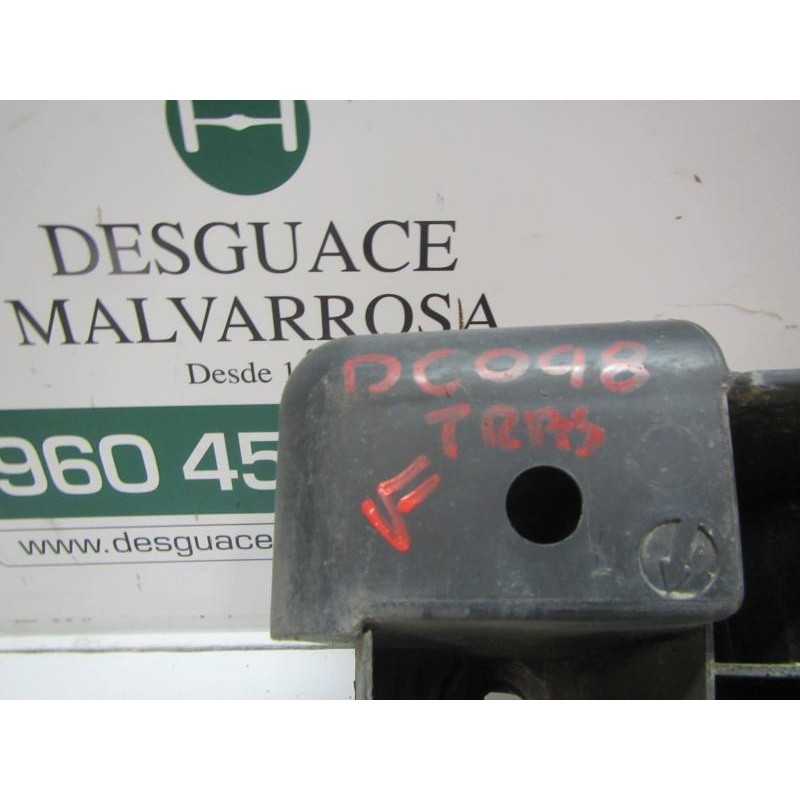 DESGUACE
MALVARROSA
Desde 1
960 45
www.desguace
DC098
TRAS
V